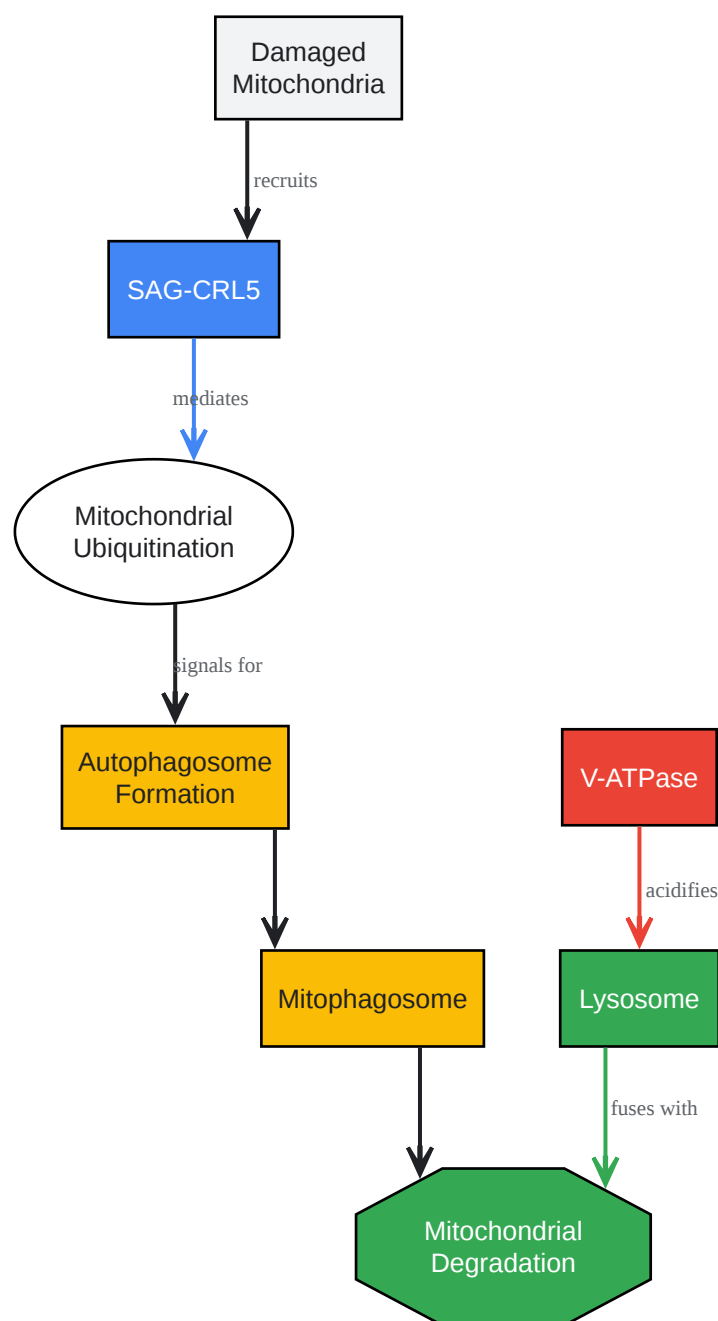 Damaged
Mitochondria
recruits
SAG-CRL5
mediates
Mitochondrial
Ubiquitination
signals for
Autophagosome
Formation
V-ATPase
acidifies
Mitophagosome
Lysosome
fuses with
Mitochondrial
Degradation